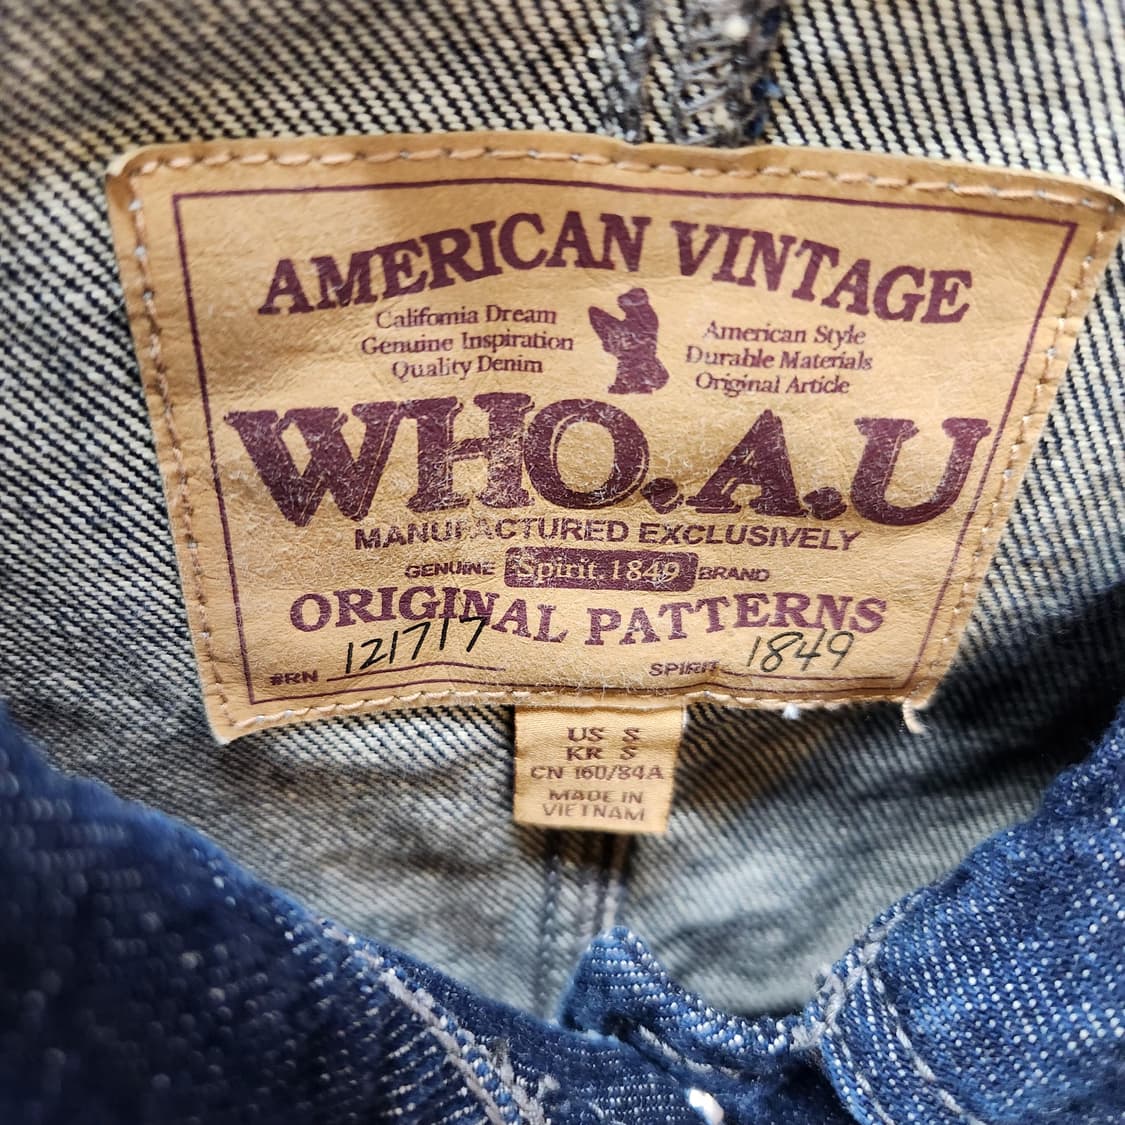 AMERICAN VINTAGE
California Dream
Genuine Inspiration
Quality Denim
American Style
Durable Materials
Original Article
WHO.A.U
MANUFACTURED EXCLUSIVELY
GENUINE Spirit.1849 BRAND
ORIGINAL PATTERNS
#RN 121717 SPIRIT 1849
US S
KR S
CN 160/84A
MADE IN
VIETNAM